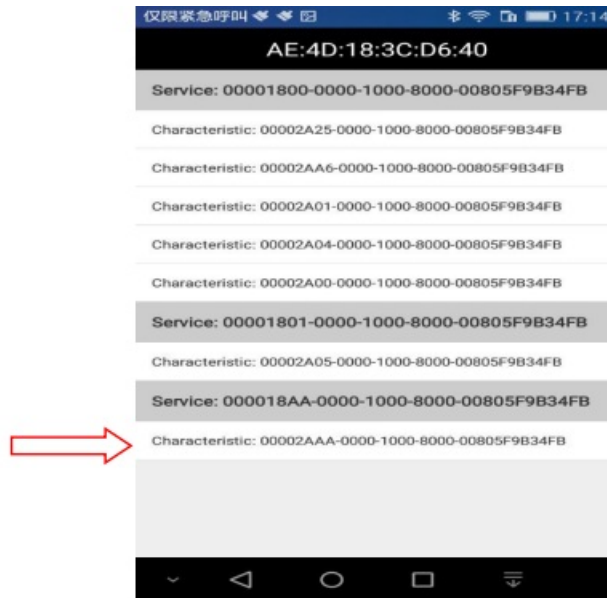 仅限紧急呼叫 17:14
AE:4D:18:3C:D6:40
Service: 00001800-0000-1000-8000-00805F9B34FB
Characteristic: 00002A25-0000-1000-8000-00805F9B34FB
Characteristic: 00002AA6-0000-1000-8000-00805F9B34FB
Characteristic: 00002A01-0000-1000-8000-00805F9B34FB
Characteristic: 00002A04-0000-1000-8000-00805F9B34FB
Characteristic: 00002A00-0000-1000-8000-00805F9B34FB
Service: 00001801-0000-1000-8000-00805F9B34FB
Characteristic: 00002A05-0000-1000-8000-00805F9B34FB
Service: 000018AA-0000-1000-8000-00805F9B34FB
Characteristic: 00002AAA-0000-1000-8000-00805F9B34FB